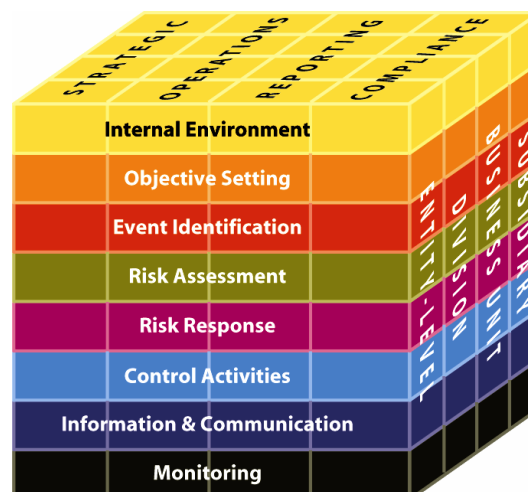 STRATEGIC
OPERATIONS
REPORTING
COMPLIANCE
Internal Environment
Objective Setting
Event Identification
Risk Assessment
Risk Response
Control Activities
Information & Communication
Monitoring
ENTITY-LEVEL
DIVISION
BUSINESS UNIT
SUBSIDIARY